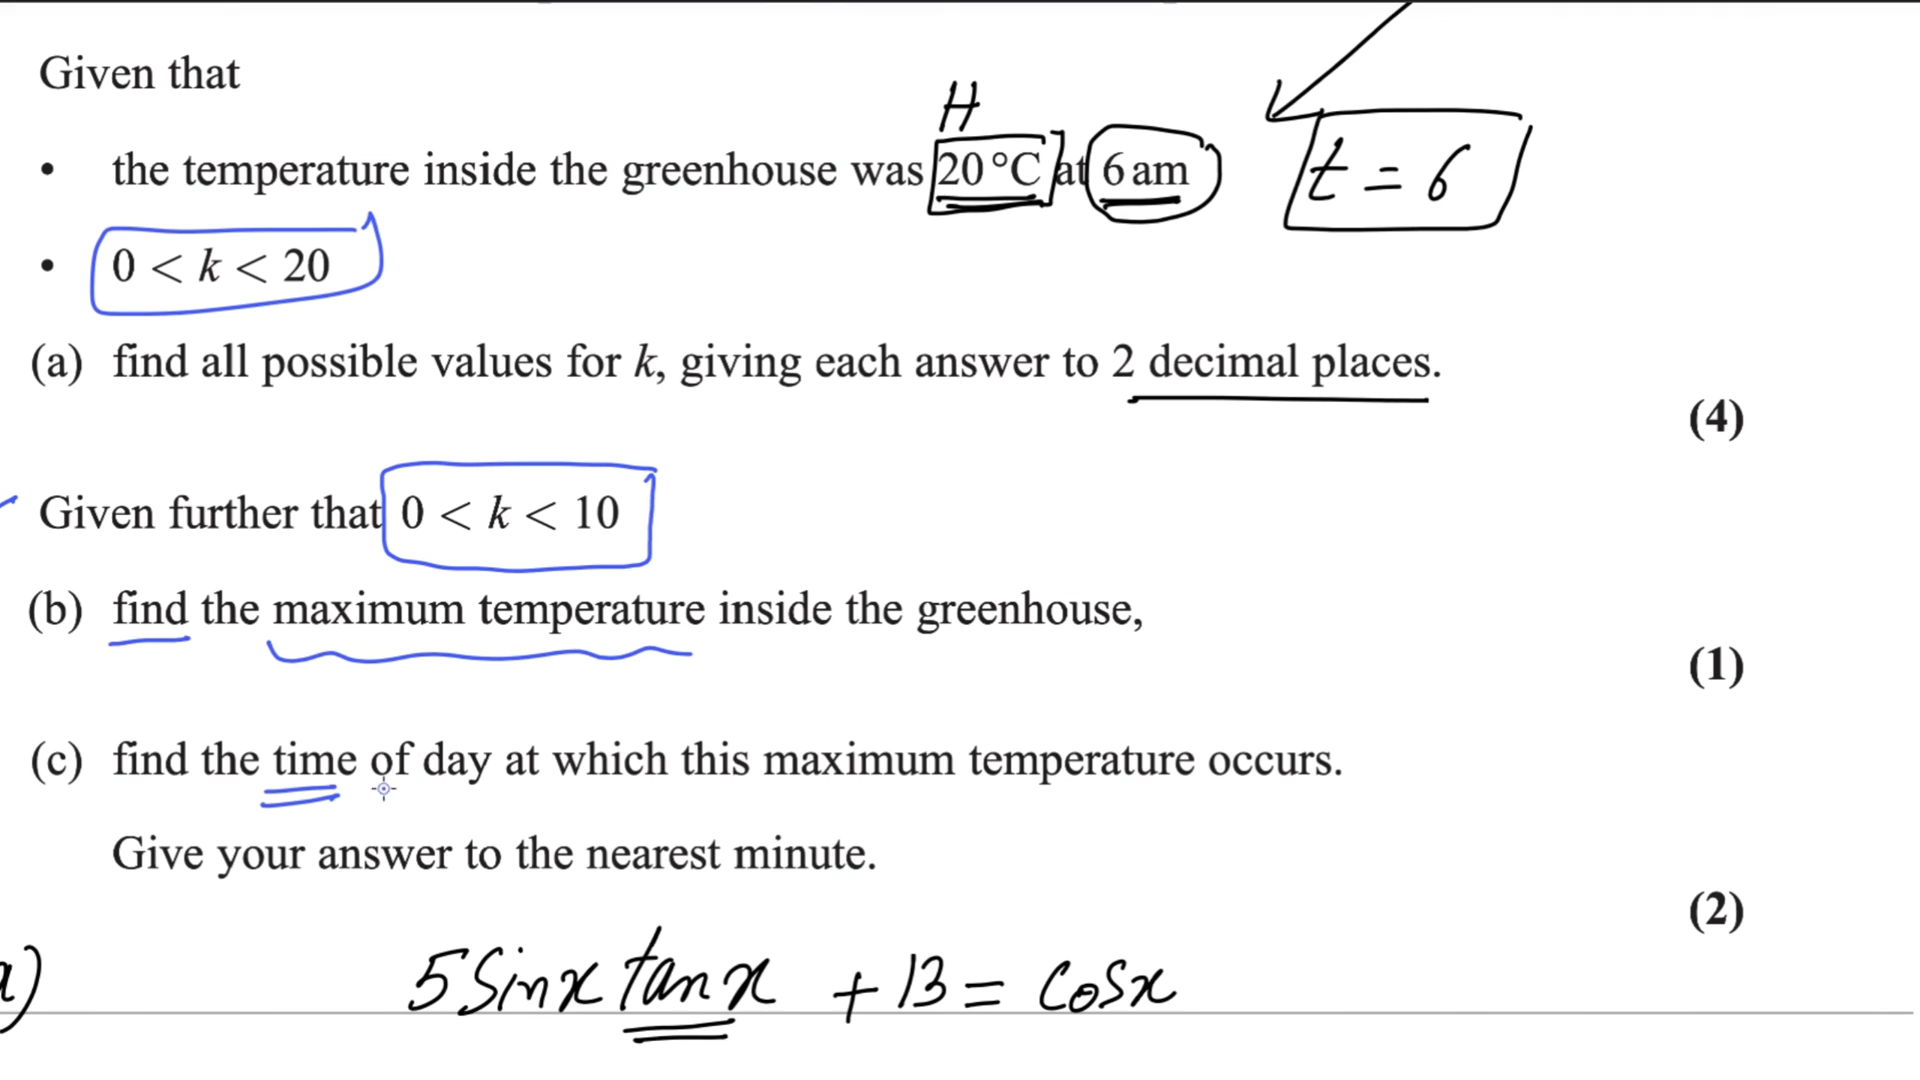 Given that
H
• the temperature inside the greenhouse was 20 °C at 6 am t = 6
• 0 < k < 20
(a) find all possible values for k, giving each answer to 2 decimal places.
(4)
Given further that 0 < k < 10
(b) find the maximum temperature inside the greenhouse,
(1)
(c) find the time of day at which this maximum temperature occurs.
Give your answer to the nearest minute.
(2)
a) 5 Sinx tanx + 13 = Cosx